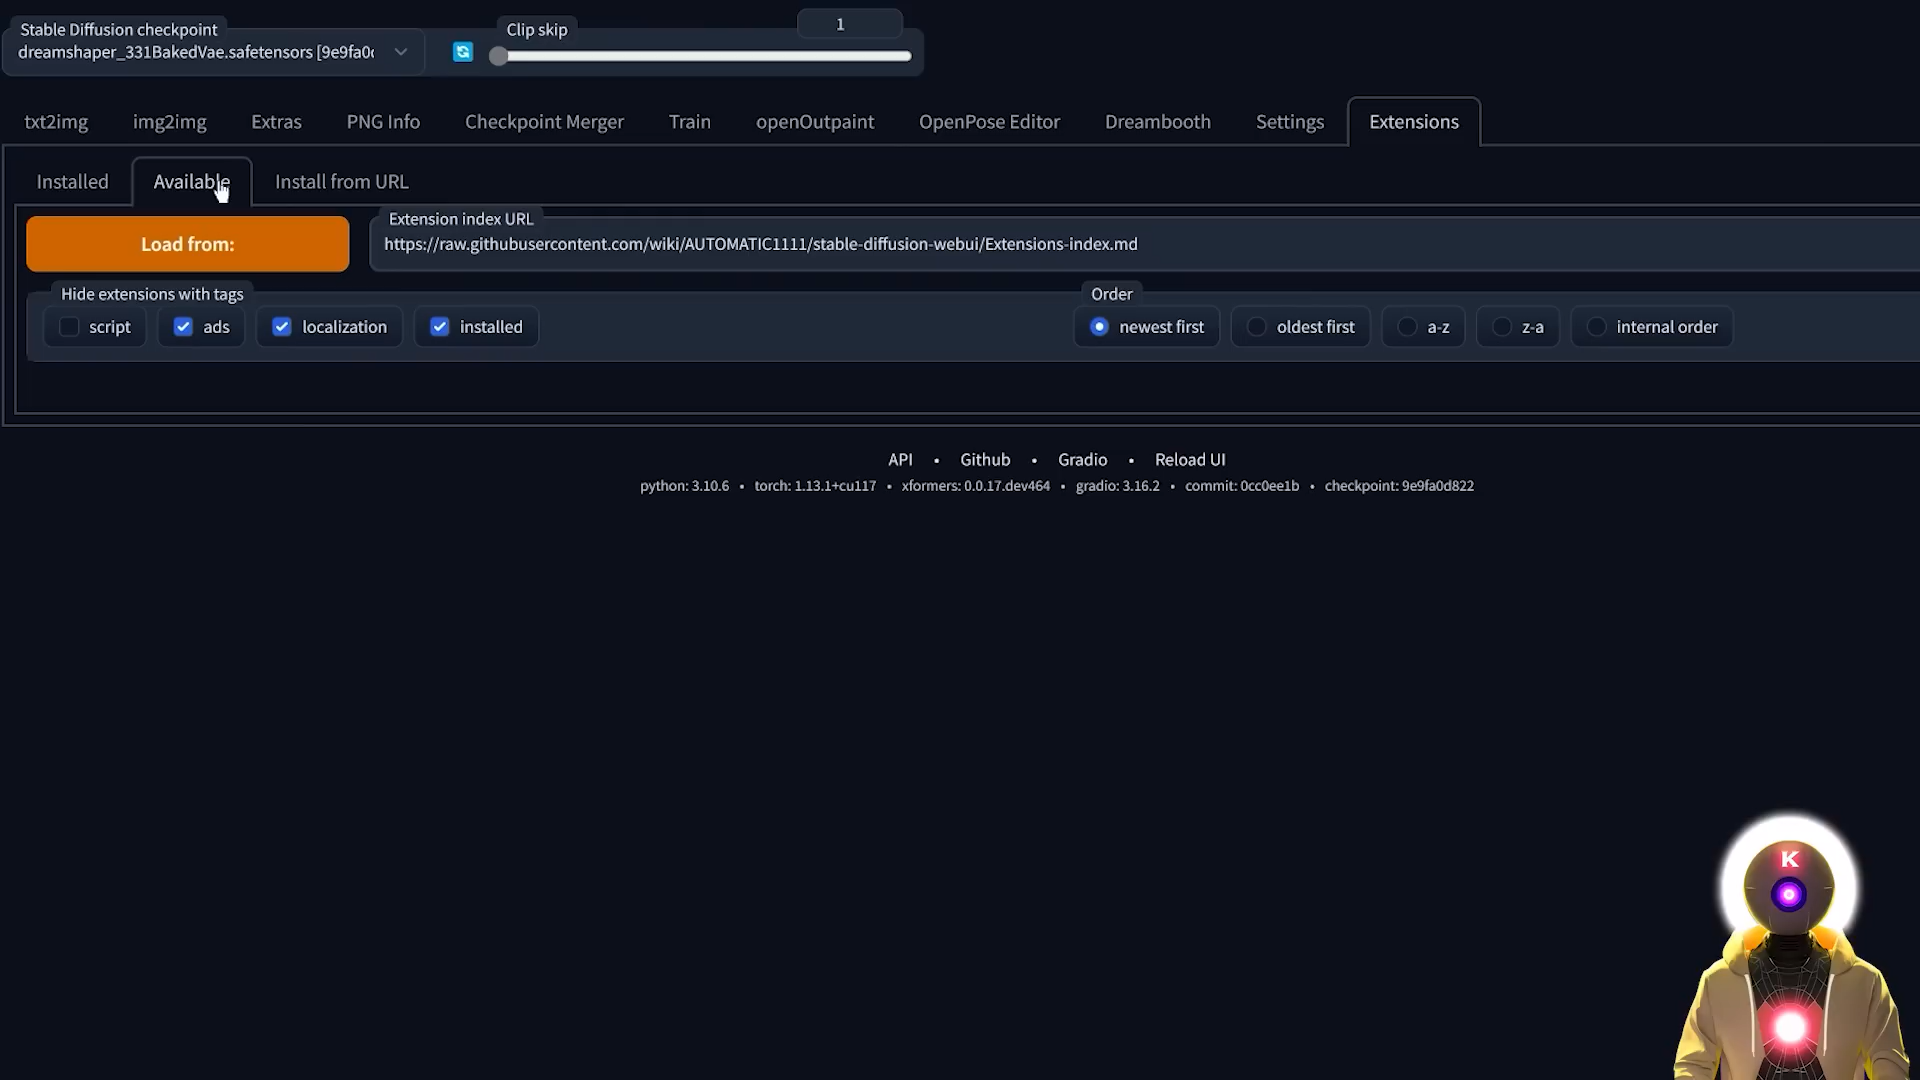 Stable Diffusion checkpoint
dreamshaper_331BakedVae.safetensors [9e9fa0
Clip skip
1
txt2img
img2img
Extras
PNG Info
Checkpoint Merger
Train
openOutpaint
OpenPose Editor
Dreambooth
Settings
Extensions
Installed
Available
Install from URL
Load from:
Extension index URL
https://raw.githubusercontent.com/wiki/AUTOMATIC1111/stable-diffusion-webui/Extensions-index.md
Hide extensions with tags
script
ads
localization
installed
Order
newest first
oldest first
a-z
z-a
internal order
API • Github • Gradio • Reload UI
python: 3.10.6 • torch: 1.13.1+cu117 • xformers: 0.0.17.dev464 • gradio: 3.16.2 • commit: 0cc0ee1b • checkpoint: 9e9fa0d822
K